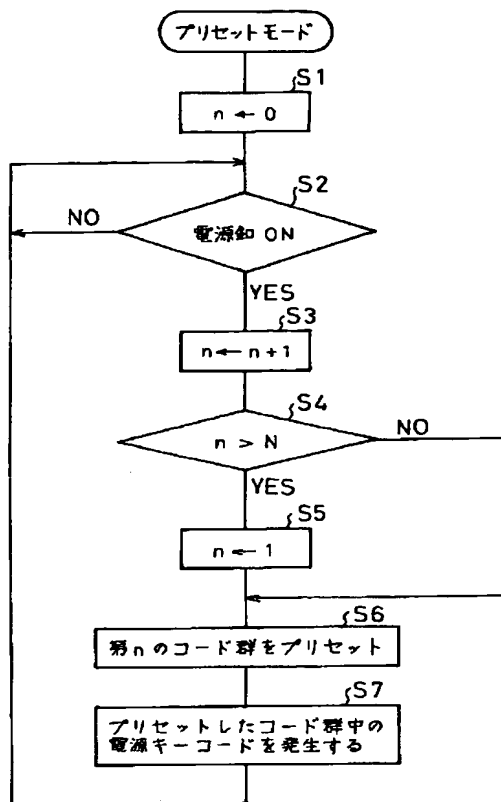 プリセットモード
S1
n ← 0
S2
NO
電源釦 ON
YES
S3
n ← n+1
S4
n > N
NO
YES
S5
n ← 1
S6
第nのコード群をプリセット
S7
プリセットしたコード群中の
電源キーコードを発生する